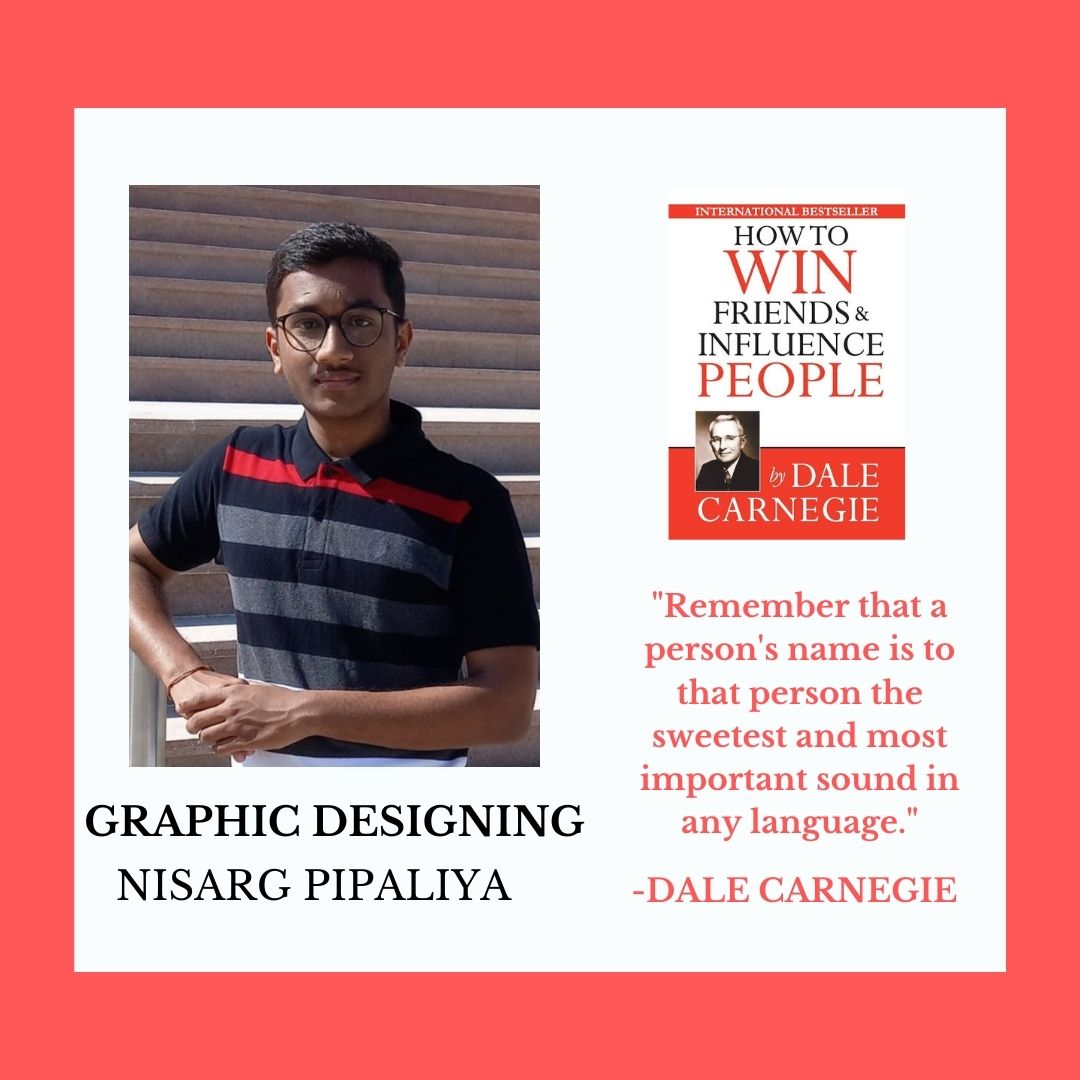 GRAPHIC DESIGNING
NISARG PIPALIYA
INTERNATIONAL BESTSELLER
HOW TO
WIN
FRIENDS &
INFLUENCE
PEOPLE
by DALE
CARNEGIE
"Remember that a
person's name is to
that person the
sweetest and most
important sound in
any language."
-DALE CARNEGIE